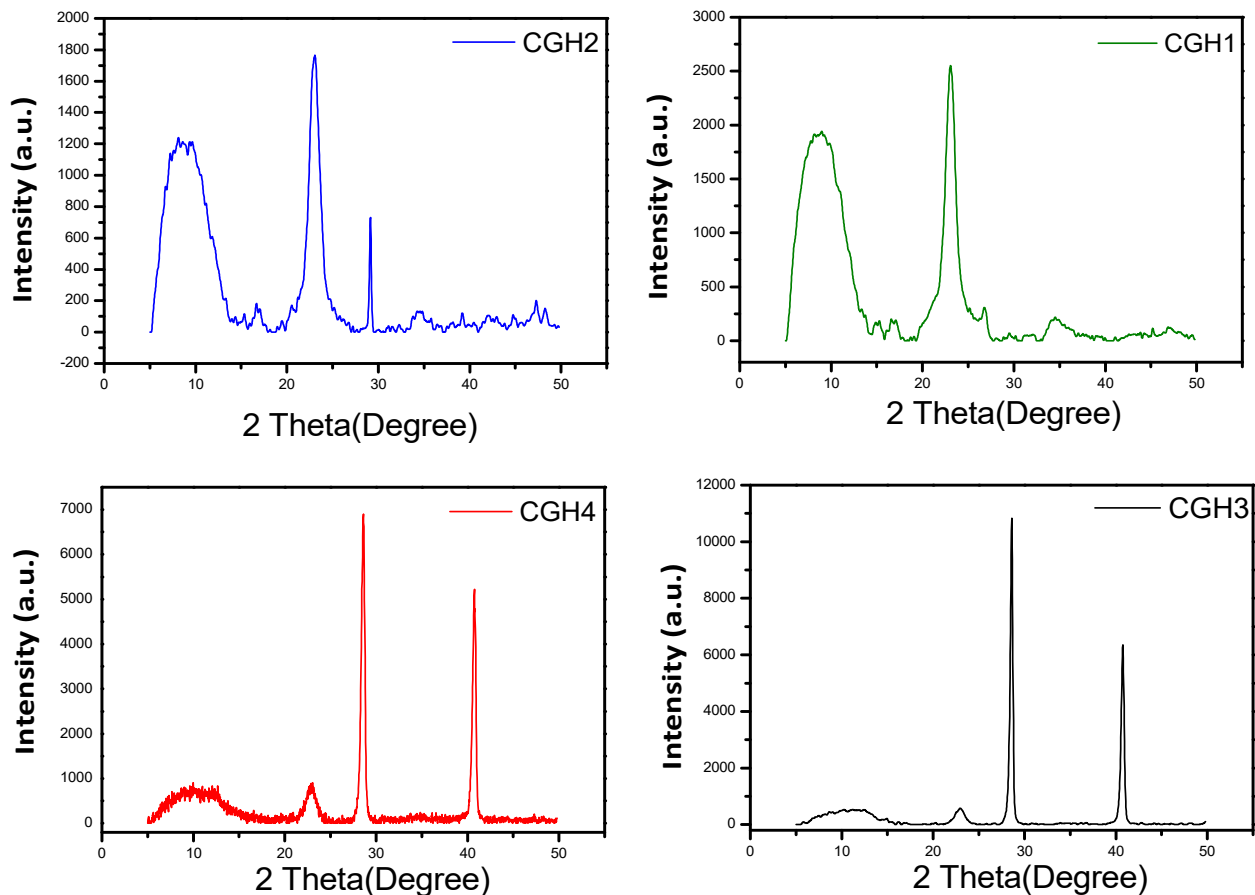 CGH2
Intensity (a.u.)
2000
1800
1600
1400
1200
1000
800
600
400
200
0
-200
0 10 20 30 40 50
2 Theta(Degree)
CGH1
Intensity (a.u.)
3000
2500
2000
1500
1000
500
0
0 10 20 30 40 50
2 Theta(Degree)
CGH4
Intensity (a.u.)
7000
6000
5000
4000
3000
2000
1000
0
0 10 20 30 40 50
2 Theta(Degree)
CGH3
Intensity (a.u.)
12000
10000
8000
6000
4000
2000
0
0 10 20 30 40 50
2 Theta(Degree)